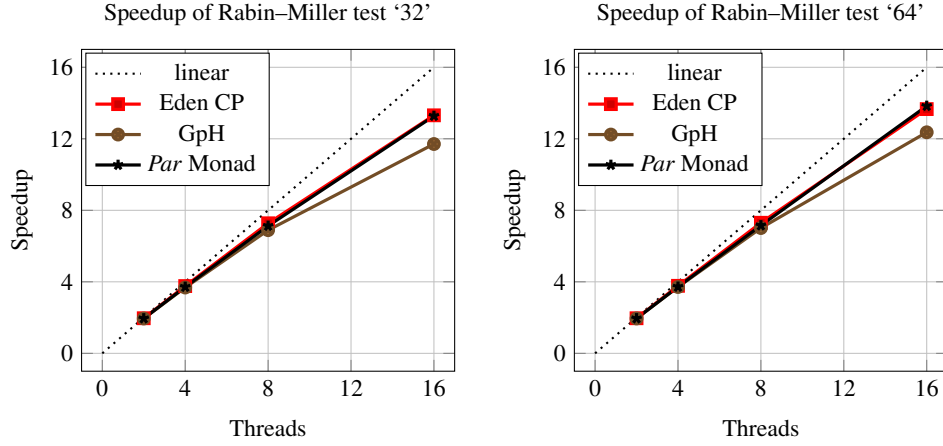 Speedup of Rabin–Miller test ‘32’
16
12
8
4
0
0 4 8 12 16
Speedup
Threads
linear
Eden CP
GpH
Par Monad
Speedup of Rabin–Miller test ‘64’
16
12
8
4
0
0 4 8 12 16
Speedup
Threads
linear
Eden CP
GpH
Par Monad